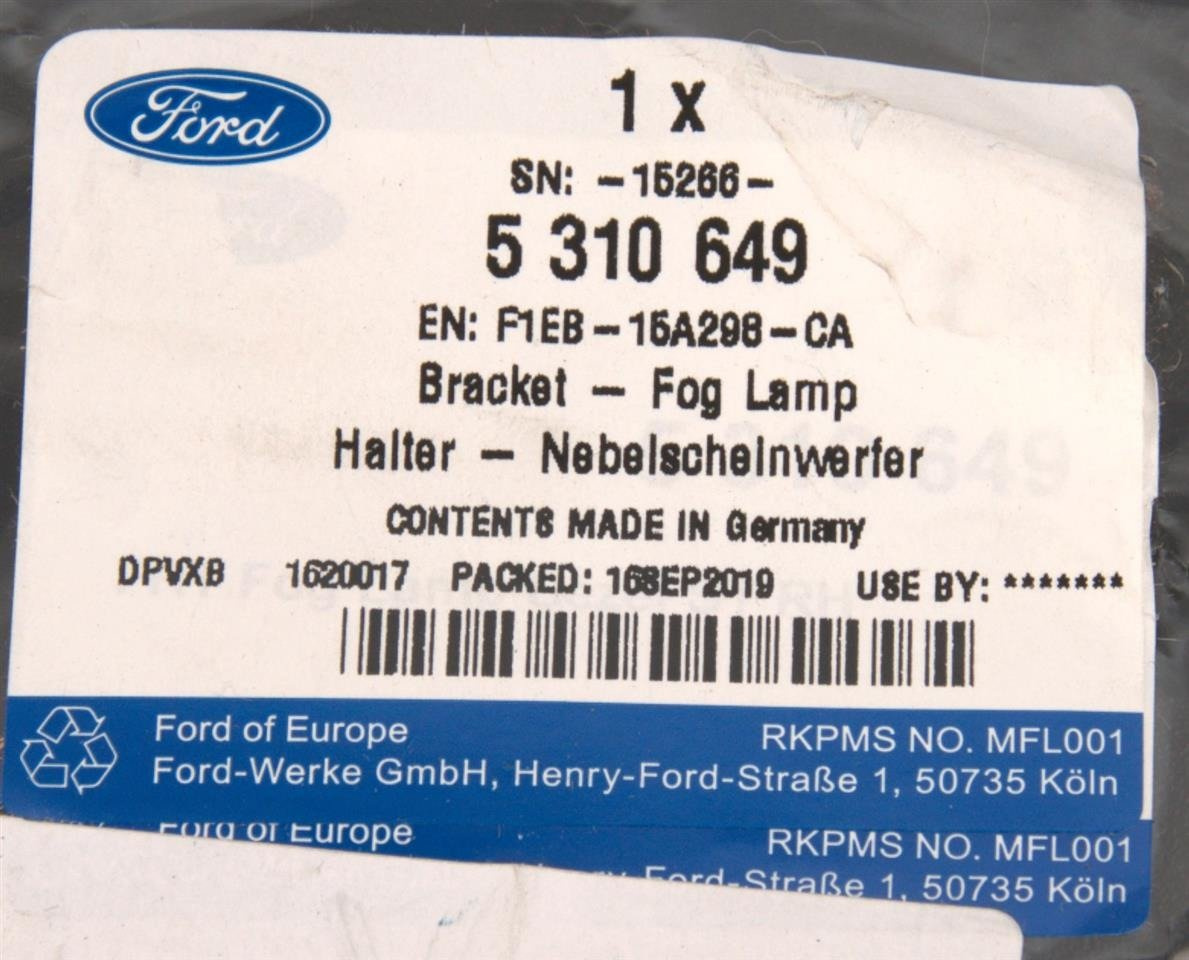 Ford
1 x
SN: -15266-
5 310 649
EN: F1EB-15A298-CA
Bracket - Fog Lamp
Halter - Nebelscheinwerfer
CONTENTS MADE IN Germany
DPVXB 1620017 PACKED: 16SEP2019 USE BY: *******
Ford of Europe RKPMS NO. MFL001
Ford-Werke GmbH, Henry-Ford-Straße 1, 50735 Köln
Ford of Europe RKPMS NO. MFL001
Ford-Straße 1, 50735 Köln